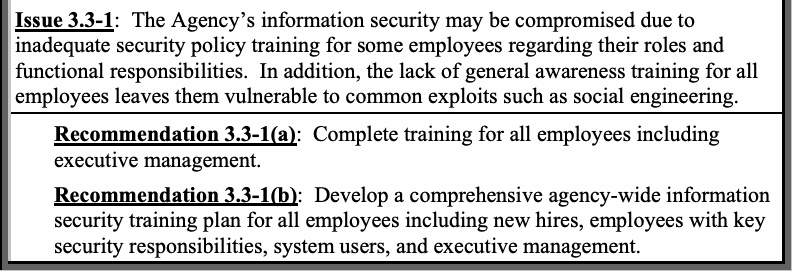 Issue 3.3-1:  The Agency’s information security may be compromised due to
inadequate security policy training for some employees regarding their roles and
functional responsibilities.  In addition, the lack of general awareness training for all
employees leaves them vulnerable to common exploits such as social engineering.
Recommendation 3.3-1(a):  Complete training for all employees including
executive management.
Recommendation 3.3-1(b):  Develop a comprehensive agency-wide information
security training plan for all employees including new hires, employees with key
security responsibilities, system users, and executive management.